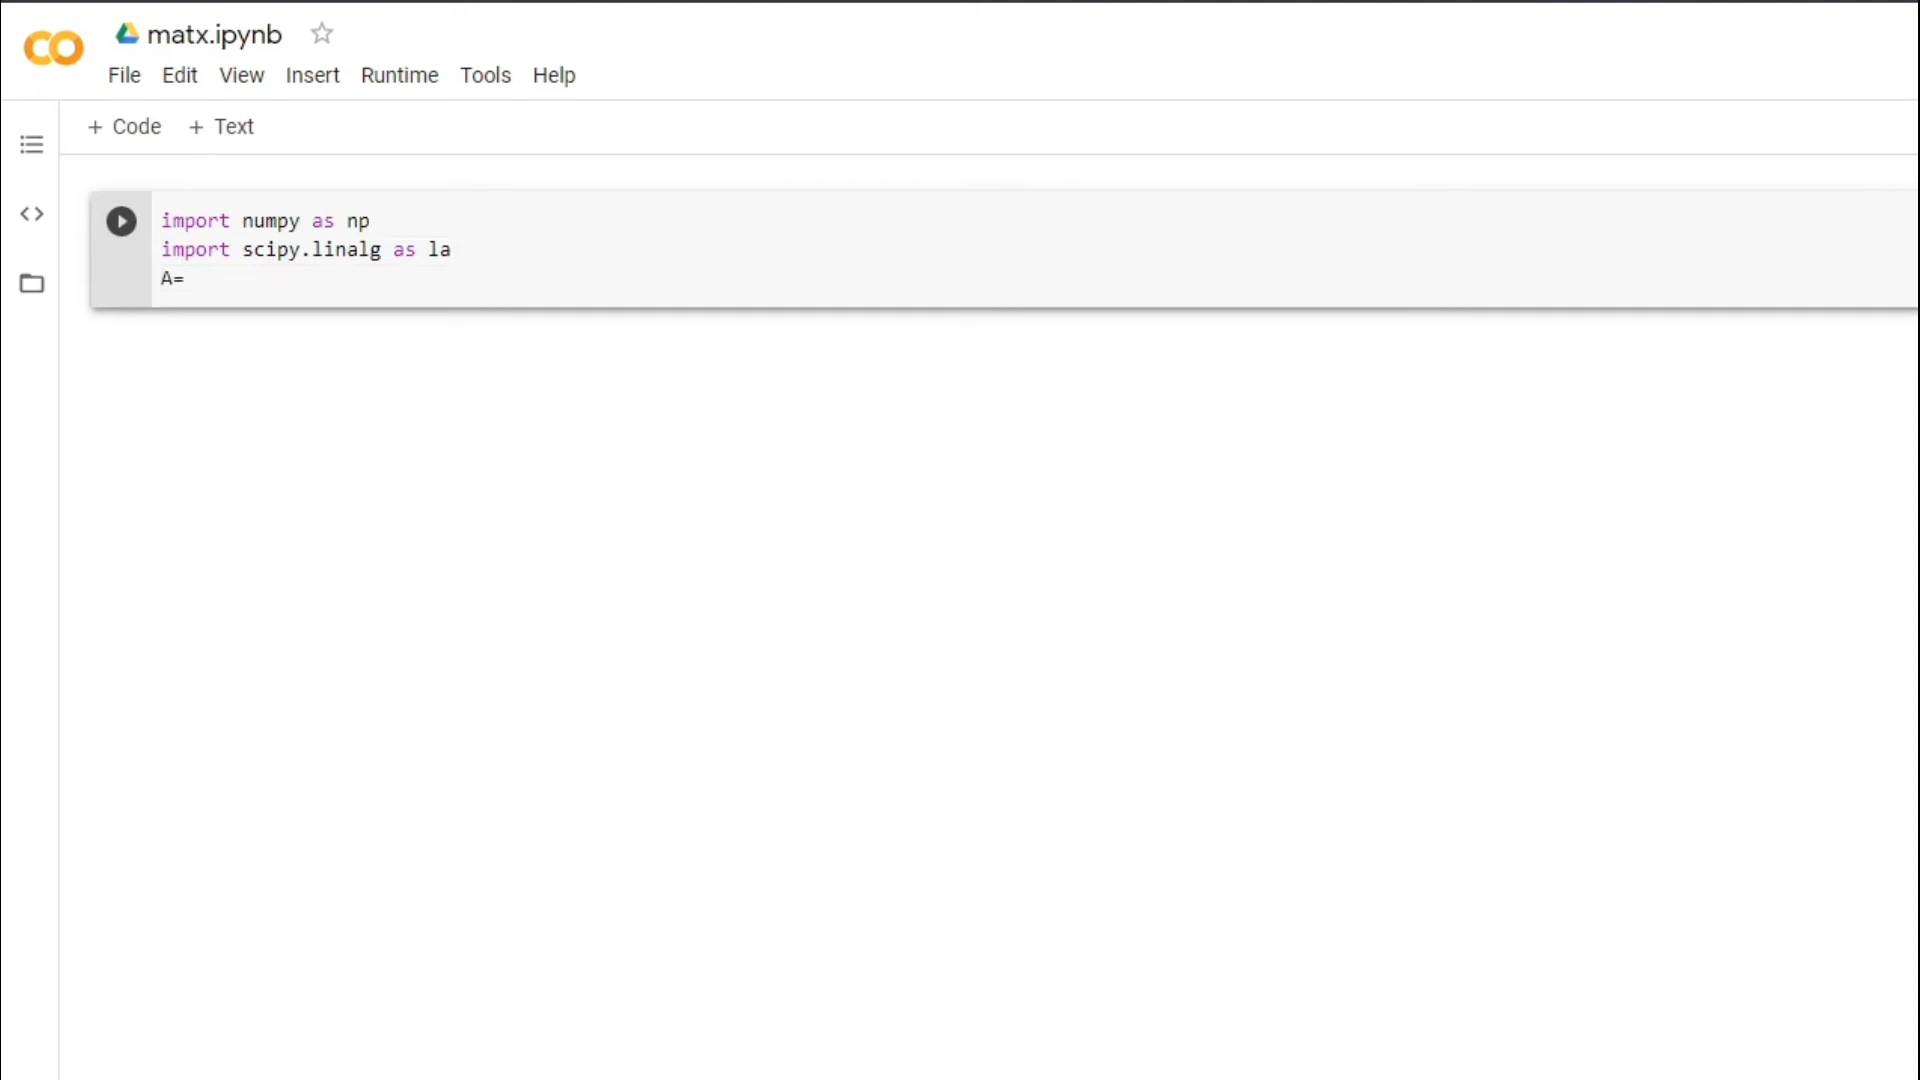 CO matx.ipynb
File Edit View Insert Runtime Tools Help
+ Code + Text
import numpy as np
import scipy.linalg as la
A=